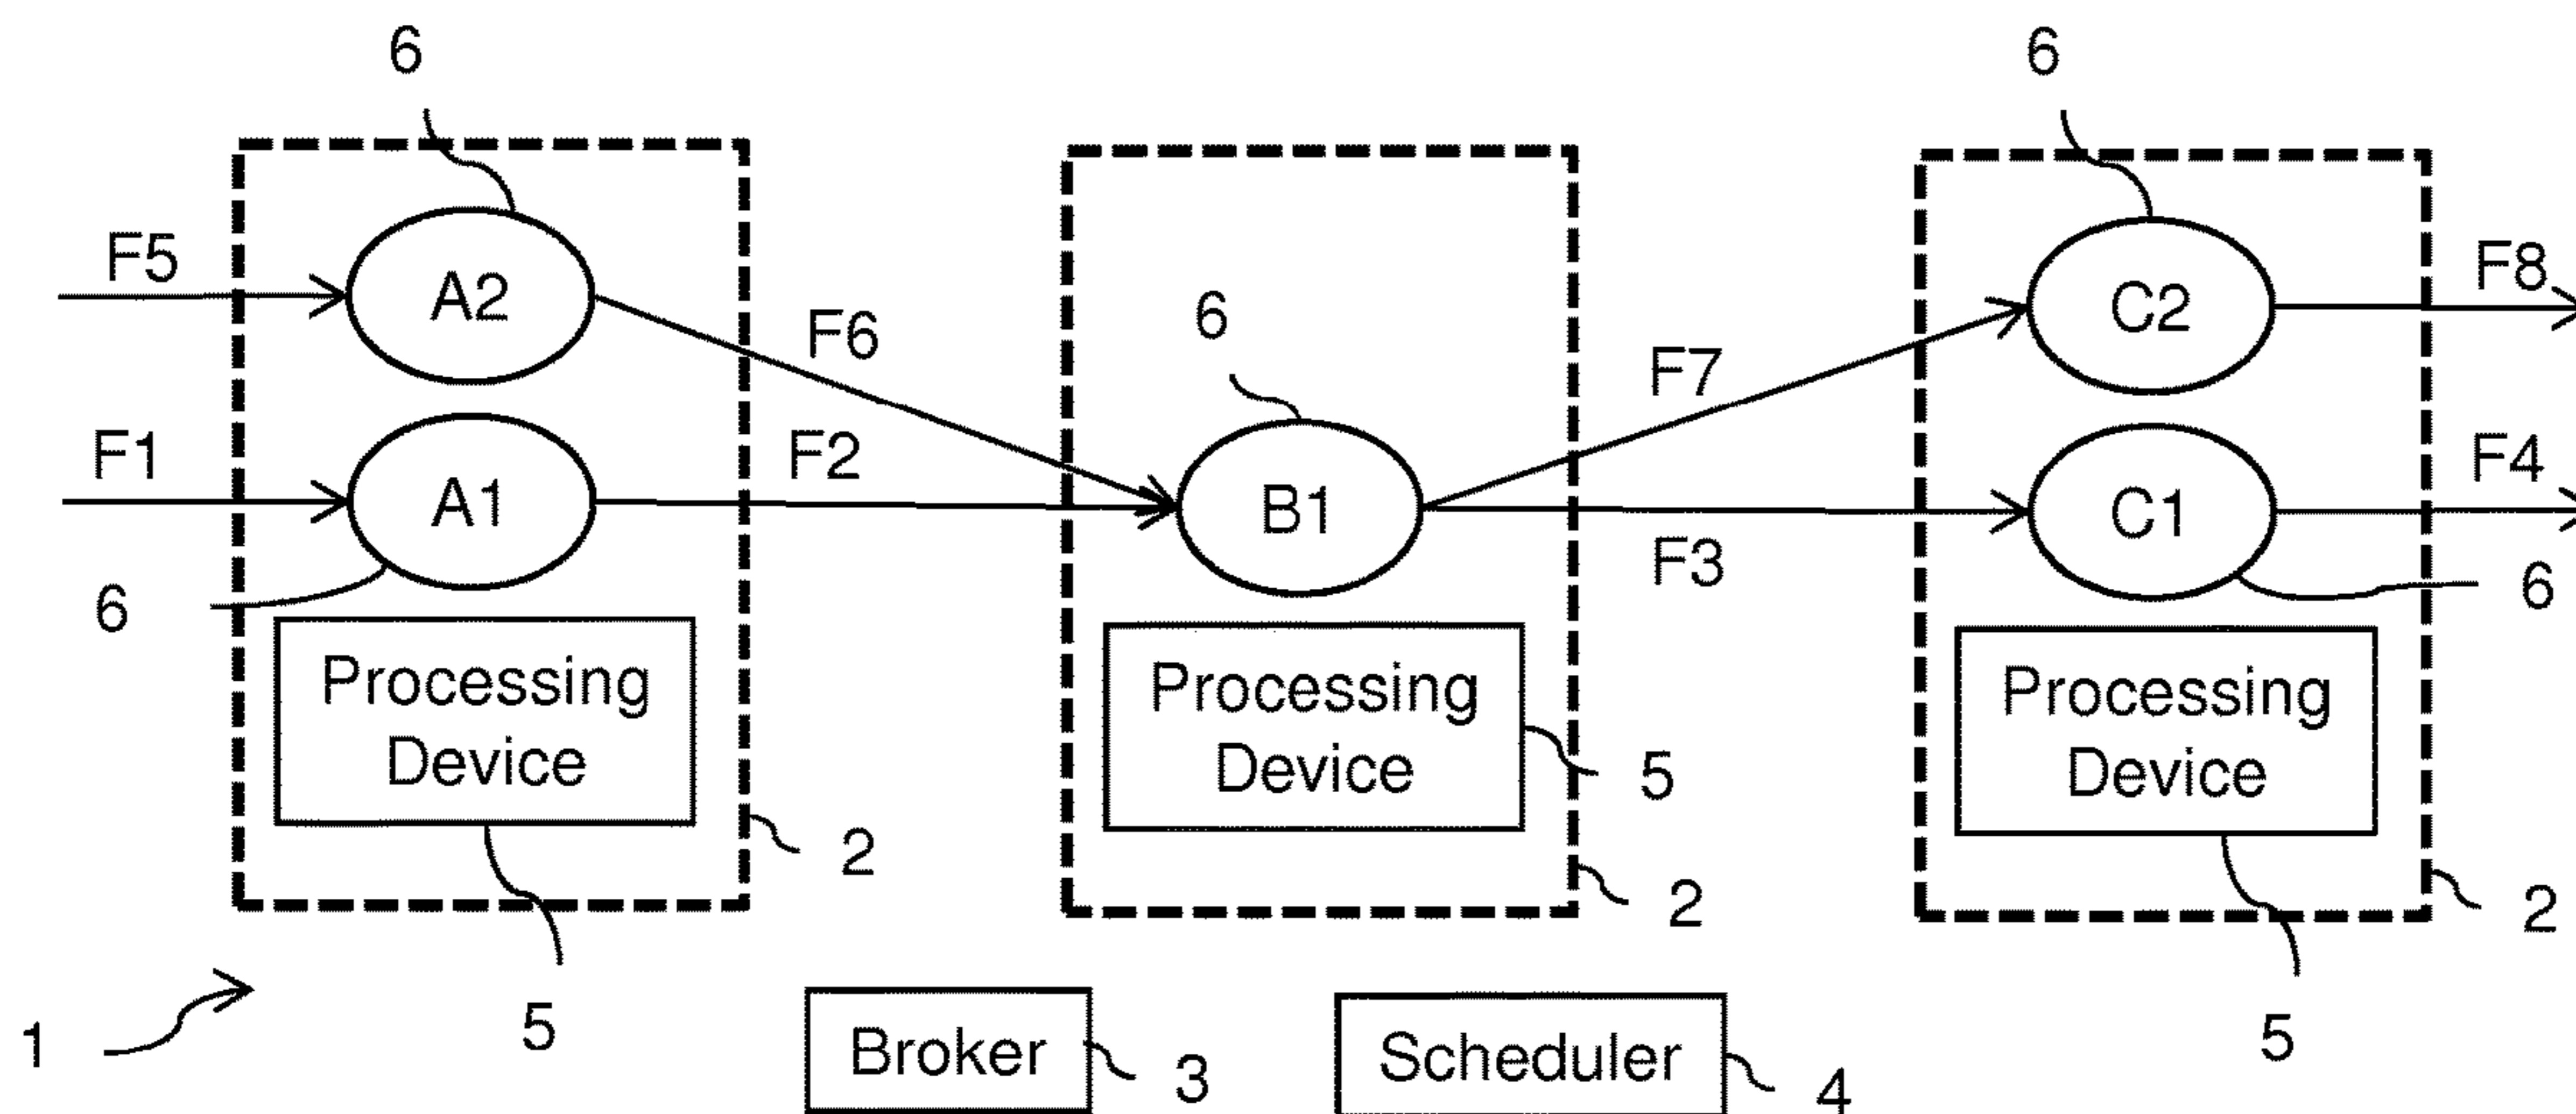 6
6
F5
A2
F6
6
F7
C2
F8
F1
A1
F2
B1
F3
C1
F4
6
6
Processing
Device
Processing
Device
Processing
Device
5
2
2
2
1
5
5
Broker
3
Scheduler
4